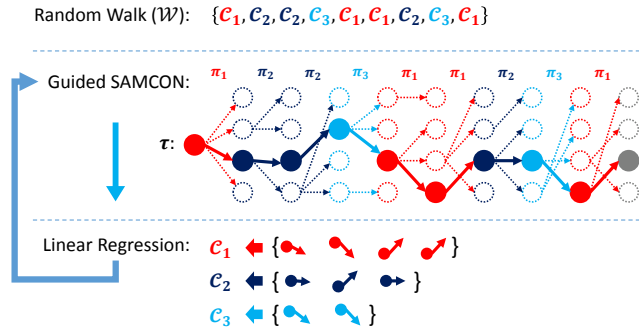 Random Walk (𝒲): {𝒞₁,𝒞₂,𝒞₂,𝒞₃,𝒞₁,𝒞₁,𝒞₂,𝒞₃,𝒞₁}
Guided SAMCON: π₁ π₂ π₂ π₃ π₁ π₁ π₂ π₃ π₁
τ:
Linear Regression: 𝒞₁ { }
𝒞₂ { }
𝒞₃ { }